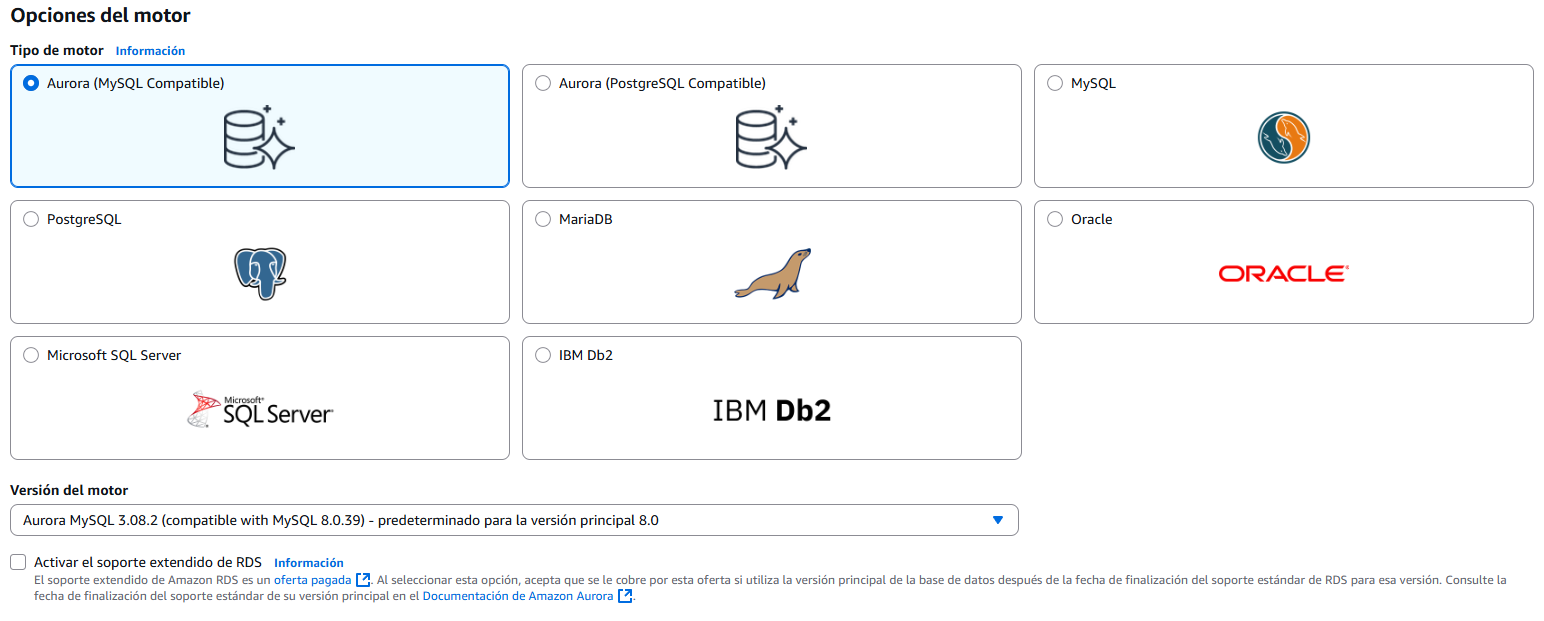 Opciones del motor
Tipo de motor Información
Aurora (MySQL Compatible)
Aurora (PostgreSQL Compatible)
MySQL
PostgreSQL
MariaDB
Oracle
ORACLE®
Microsoft SQL Server
Microsoft®
SQL Server®
IBM Db2
IBM Db2
Versión del motor
Aurora MySQL 3.08.2 (compatible with MySQL 8.0.39) - predeterminado para la versión principal 8.0
Activar el soporte extendido de RDS Información
El soporte extendido de Amazon RDS es un oferta pagada. Al seleccionar esta opción, acepta que se le cobre por esta oferta si utiliza la versión principal de la base de datos después de la fecha de finalización del soporte estándar de RDS para esa versión. Consulte la
fecha de finalización del soporte estándar de su versión principal en el Documentación de Amazon Aurora.